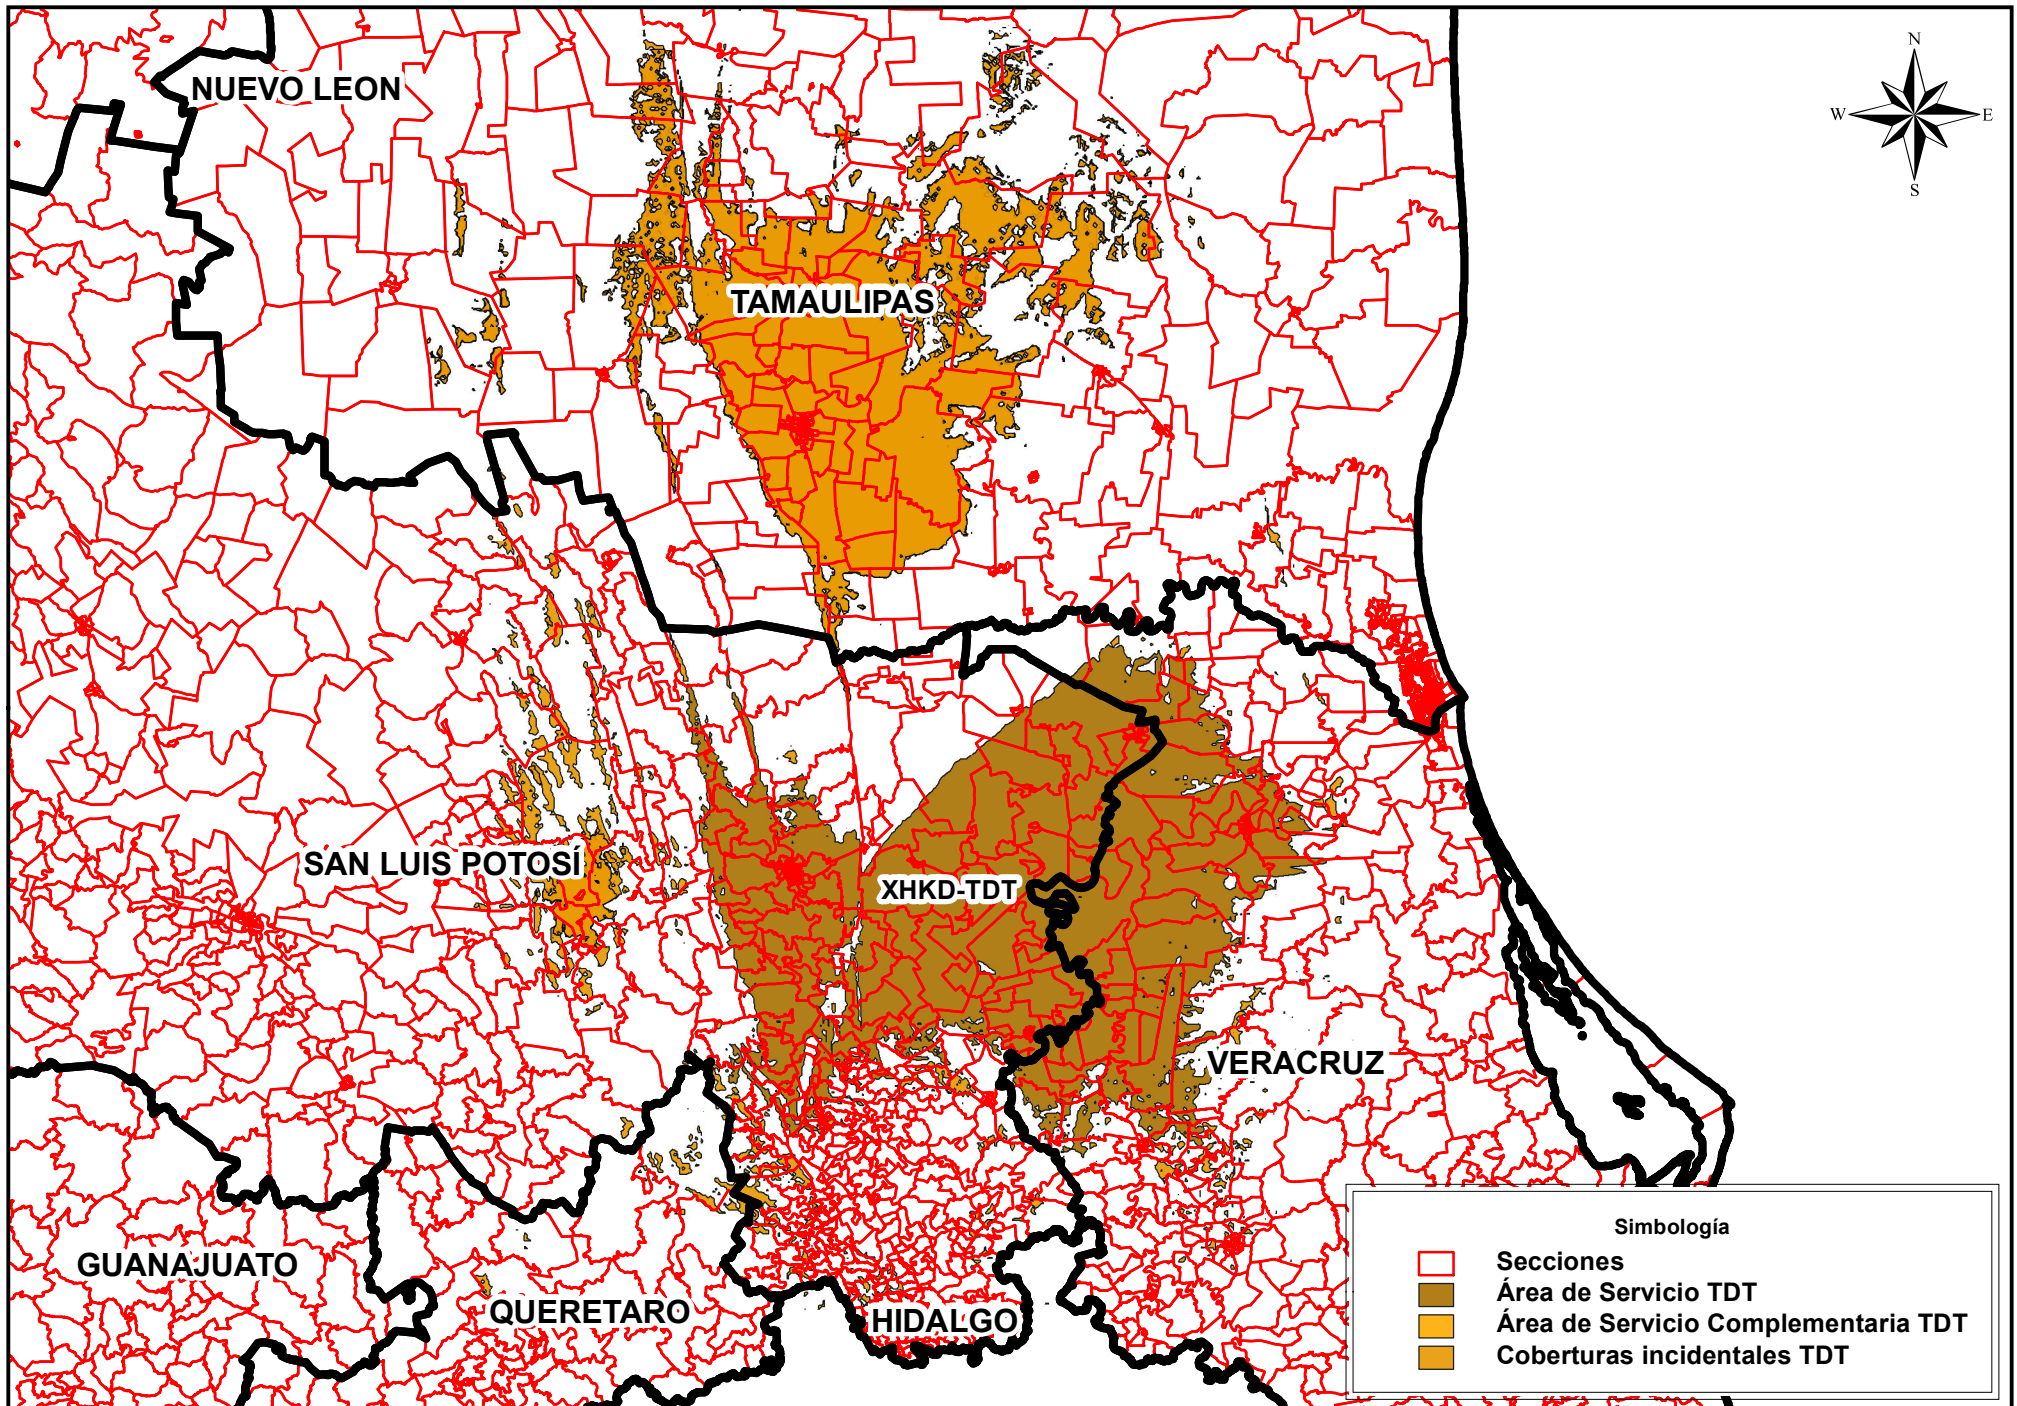 NUEVO LEON
N
W
E
S
TAMAULIPAS
SAN LUIS POTOSÍ
XHKD-TDT
VERACRUZ
GUANAJUATO
QUERETARO
HIDALGO
Simbología
Secciones
Área de Servicio TDT
Área de Servicio Complementaria TDT
Coberturas incidentales TDT